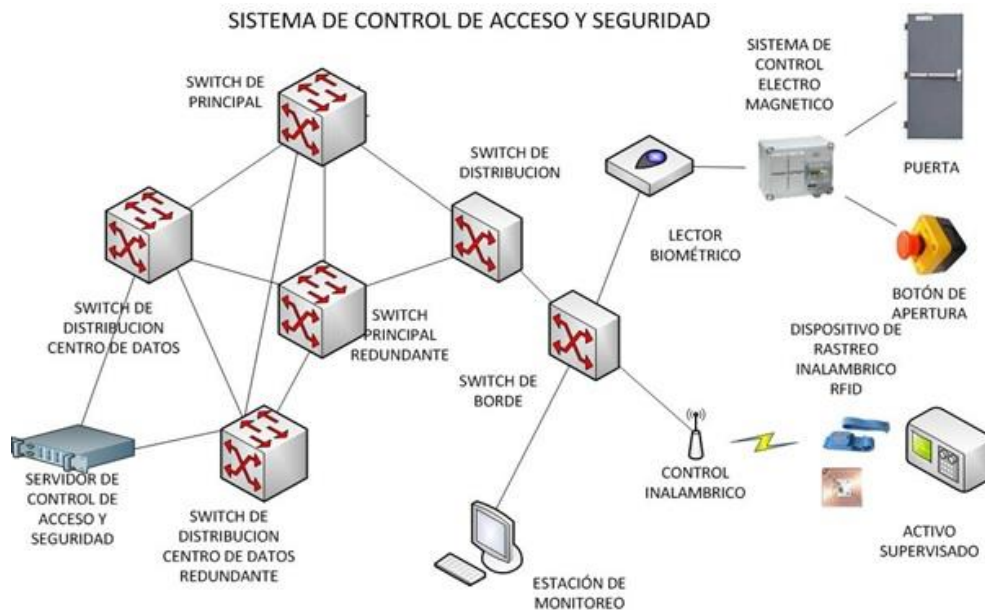 SISTEMA DE CONTROL DE ACCESO Y SEGURIDAD
SWITCH DE
PRINCIPAL
SISTEMA DE
CONTROL
ELECTRO
MAGNETICO
SWITCH DE
DISTRIBUCION
PUERTA
LECTOR
BIOMÉTRICO
SWITCH DE
DISTRIBUCION
CENTRO DE DATOS
SWITCH
PRINCIPAL
REDUNDANTE
BOTÓN DE
APERTURA
SWITCH DE
BORDE
DISPOSITIVO DE
RASTREO
INALAMBRICO
RFID
SERVIDOR DE
CONTROL DE
ACCESO Y
SEGURIDAD
SWITCH DE
DISTRIBUCION
CENTRO DE DATOS
REDUNDANTE
CONTROL
INALAMBRICO
ACTIVO
SUPERVISADO
ESTACIÓN DE
MONITOREO